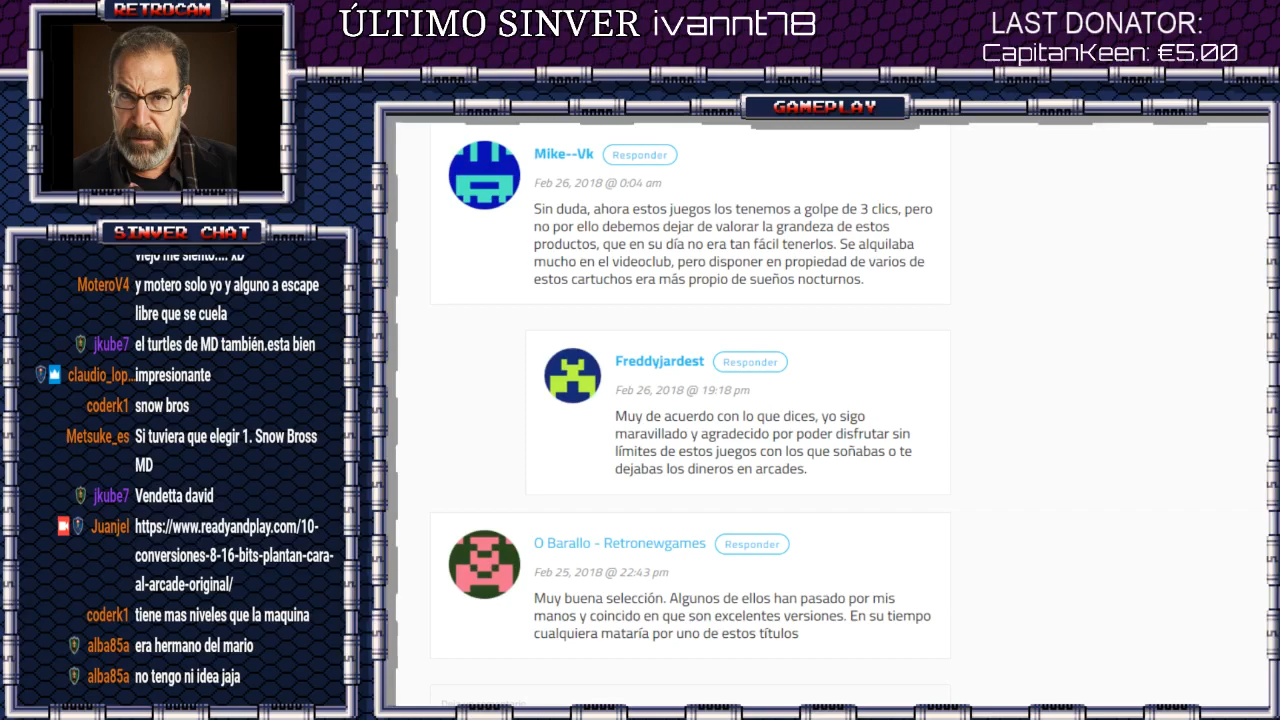 RETROCAM
ÚLTIMO SINVER ivannt78
LAST DONATOR:
CapitanKeen: €5.00
GAMEPLAY
SINVER CHAT
viejo me siento.... xD
MoteroV4 y motero solo yo y alguno a escape
libre que se cuela
jkube7 el turtles de MD también.esta bien
claudio_lop... impresionante
coderk1 snow bros
Metsuke_es Si tuviera que elegir 1. Snow Bross
MD
jkube7 Vendetta david
Juanjel https://www.readyandplay.com/10-
conversiones-8-16-bits-plantan-cara-
al-arcade-original/
coderk1 tiene mas niveles que la maquina
alba85a era hermano del mario
alba85a no tengo ni idea jaja
Mike--Vk Responder
Feb 26, 2018 @ 0:04 am
Sin duda, ahora estos juegos los tenemos a golpe de 3 clics, pero
no por ello debemos dejar de valorar la grandeza de estos
productos, que en su día no era tan fácil tenerlos. Se alquilaba
mucho en el videoclub, pero disponer en propiedad de varios de
estos cartuchos era más propio de sueños nocturnos.
Freddyjardest Responder
Feb 26, 2018 @ 19:18 pm
Muy de acuerdo con lo que dices, yo sigo
maravillado y agradecido por poder disfrutar sin
límites de estos juegos con los que soñabas o te
dejabas los dineros en arcades.
O Barallo - Retronewgames Responder
Feb 25, 2018 @ 22:43 pm
Muy buena selección. Algunos de ellos han pasado por mis
manos y coincido en que son excelentes versiones. En su tiempo
cualquiera mataría por uno de estos títulos